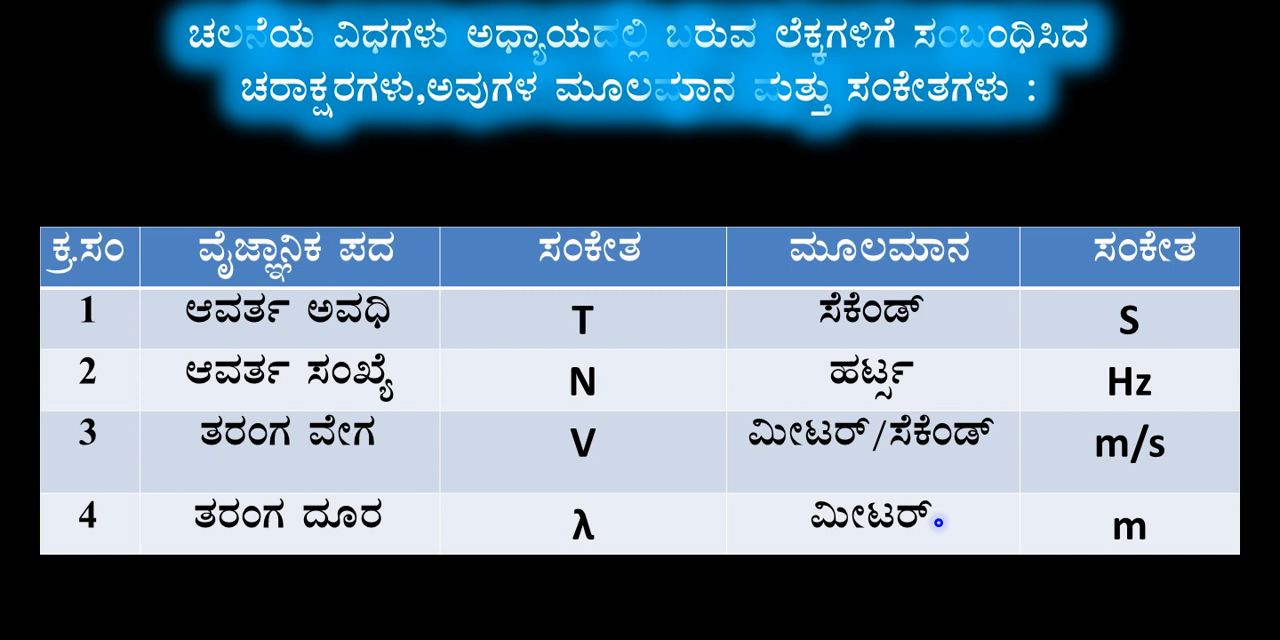 ಚಲನೆಯ ವಿಧಗಳು ಅಧ್ಯಾಯದಲ್ಲಿ ಬರುವ ಲೆಕ್ಕಗಳಿಗೆ ಸಂಬಂಧಿಸಿದ
ಚರಾಕ್ಷರಗಳು,ಅವುಗಳ ಮೂಲಮಾನ ಮತ್ತು ಸಂಕೇತಗಳು :
ಕ್ರ.ಸಂ ವೈಜ್ಞಾನಿಕ ಪದ ಸಂಕೇತ ಮೂಲಮಾನ ಸಂಕೇತ
1 ಆವರ್ತ ಅವಧಿ T ಸೆಕೆಂಡ್ S
2 ಆವರ್ತ ಸಂಖ್ಯೆ N ಹರ್ಟ್ಸ Hz
3 ತರಂಗ ವೇಗ V ಮೀಟರ್/ಸೆಕೆಂಡ್ m/s
4 ತರಂಗ ದೂರ λ ಮೀಟರ್ m